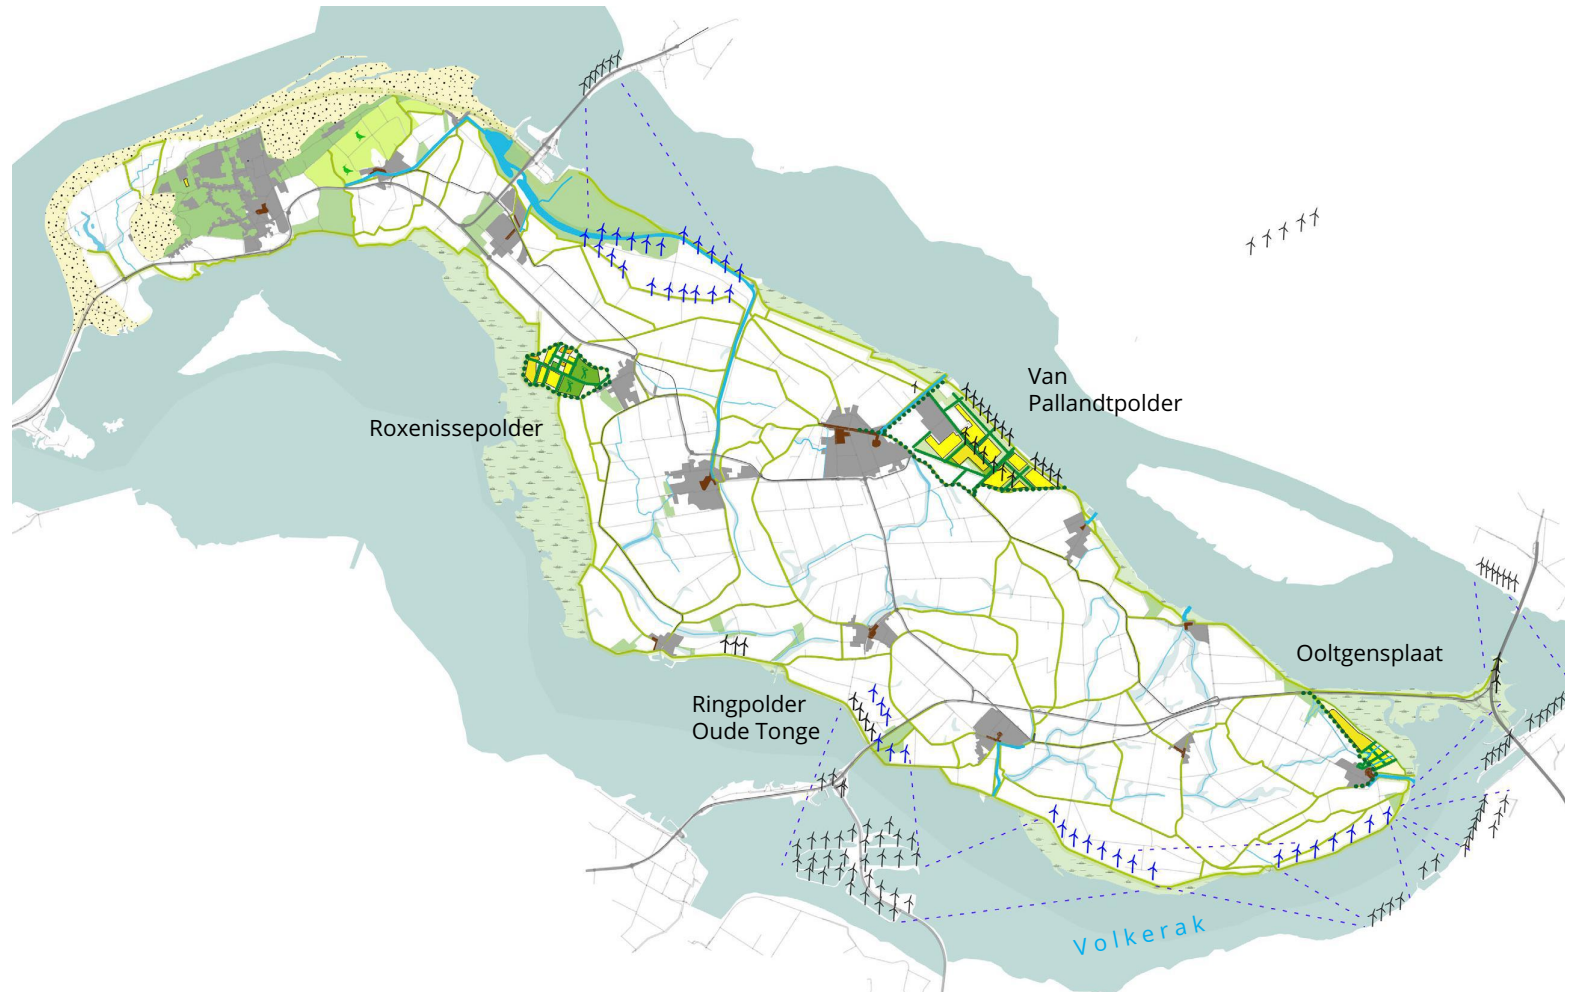 Van
Pallandtpolder
Roxenissepolder
Ooltgensplaat
Ringpolder
Oude Tonge
Volkerak